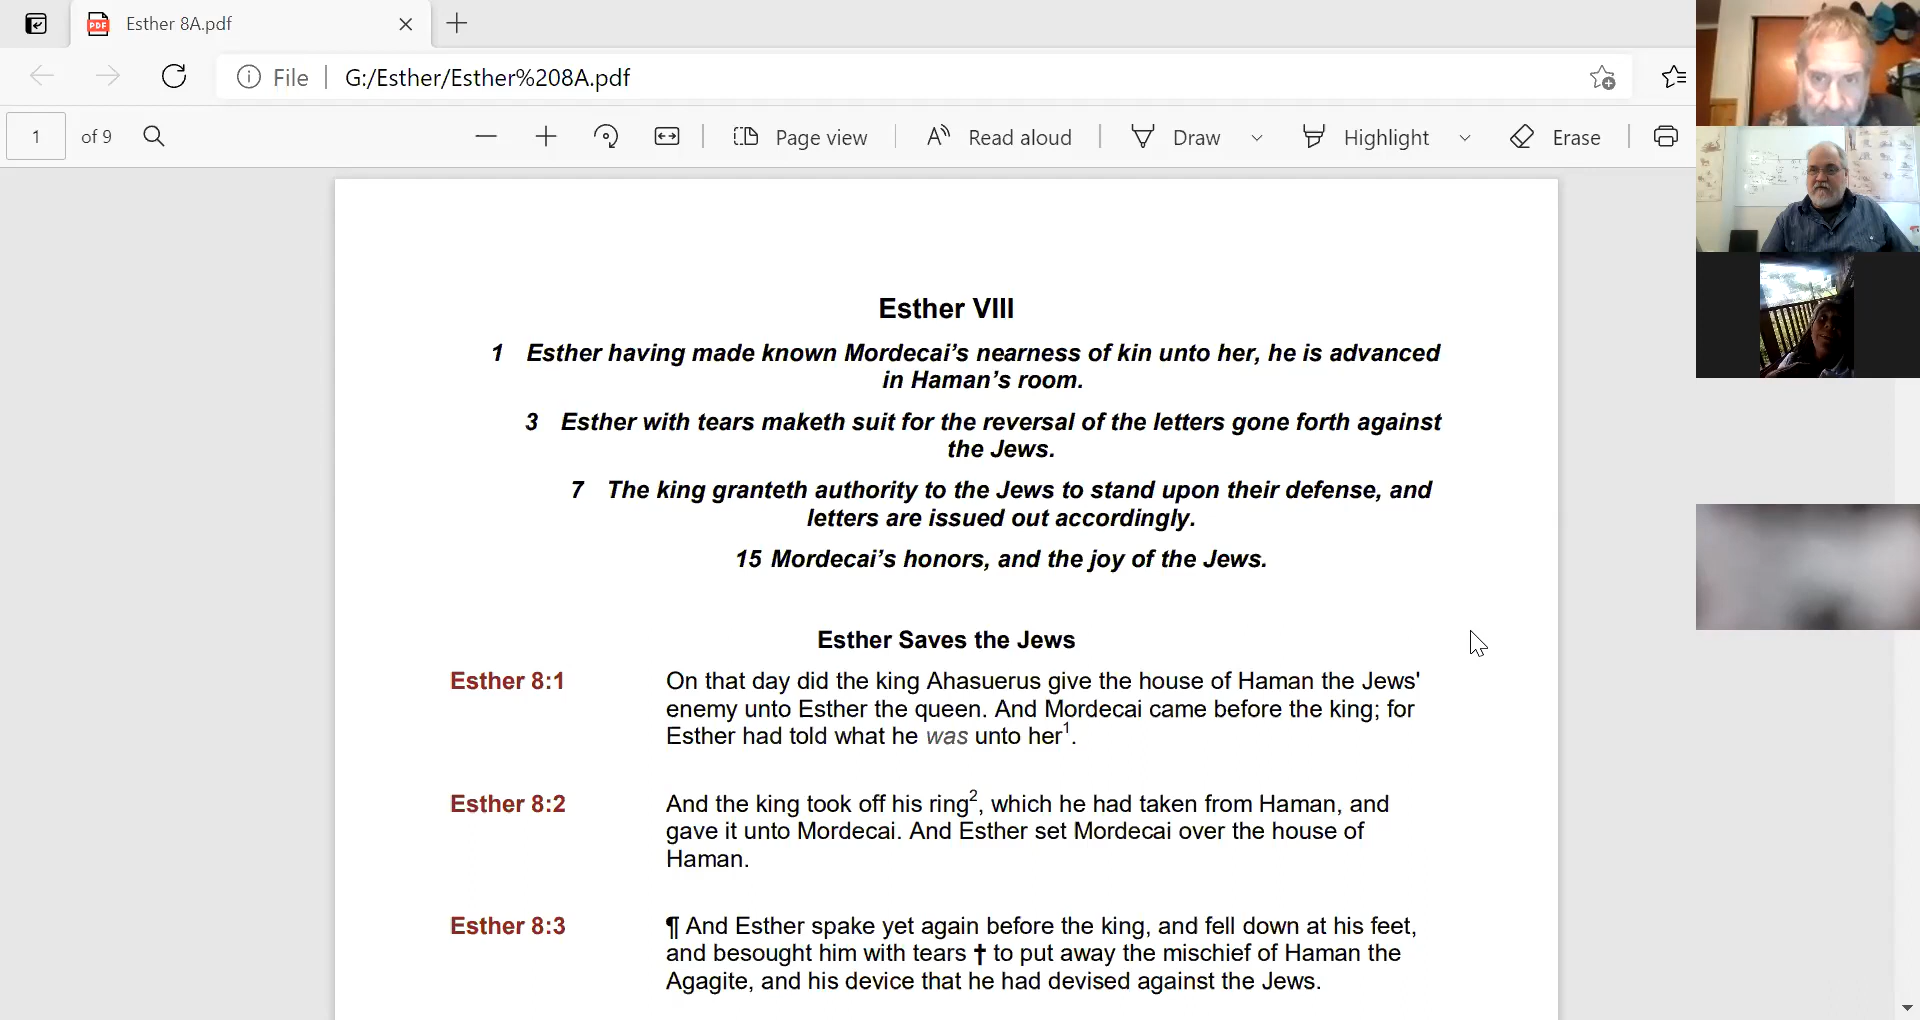 Esther 8A.pdf
File | G:/Esther/Esther%208A.pdf
1 of 9 Page view Read aloud Draw Highlight Erase
Esther VIII
1 Esther having made known Mordecai’s nearness of kin unto her, he is advanced
in Haman’s room.
3 Esther with tears maketh suit for the reversal of the letters gone forth against
the Jews.
7 The king granteth authority to the Jews to stand upon their defense, and
letters are issued out accordingly.
15 Mordecai’s honors, and the joy of the Jews.
Esther Saves the Jews
Esther 8:1 On that day did the king Ahasuerus give the house of Haman the Jews'
enemy unto Esther the queen. And Mordecai came before the king; for
Esther had told what he was unto her¹.
Esther 8:2 And the king took off his ring², which he had taken from Haman, and
gave it unto Mordecai. And Esther set Mordecai over the house of
Haman.
Esther 8:3 ¶ And Esther spake yet again before the king, and fell down at his feet,
and besought him with tears ✝ to put away the mischief of Haman the
Agagite, and his device that he had devised against the Jews.